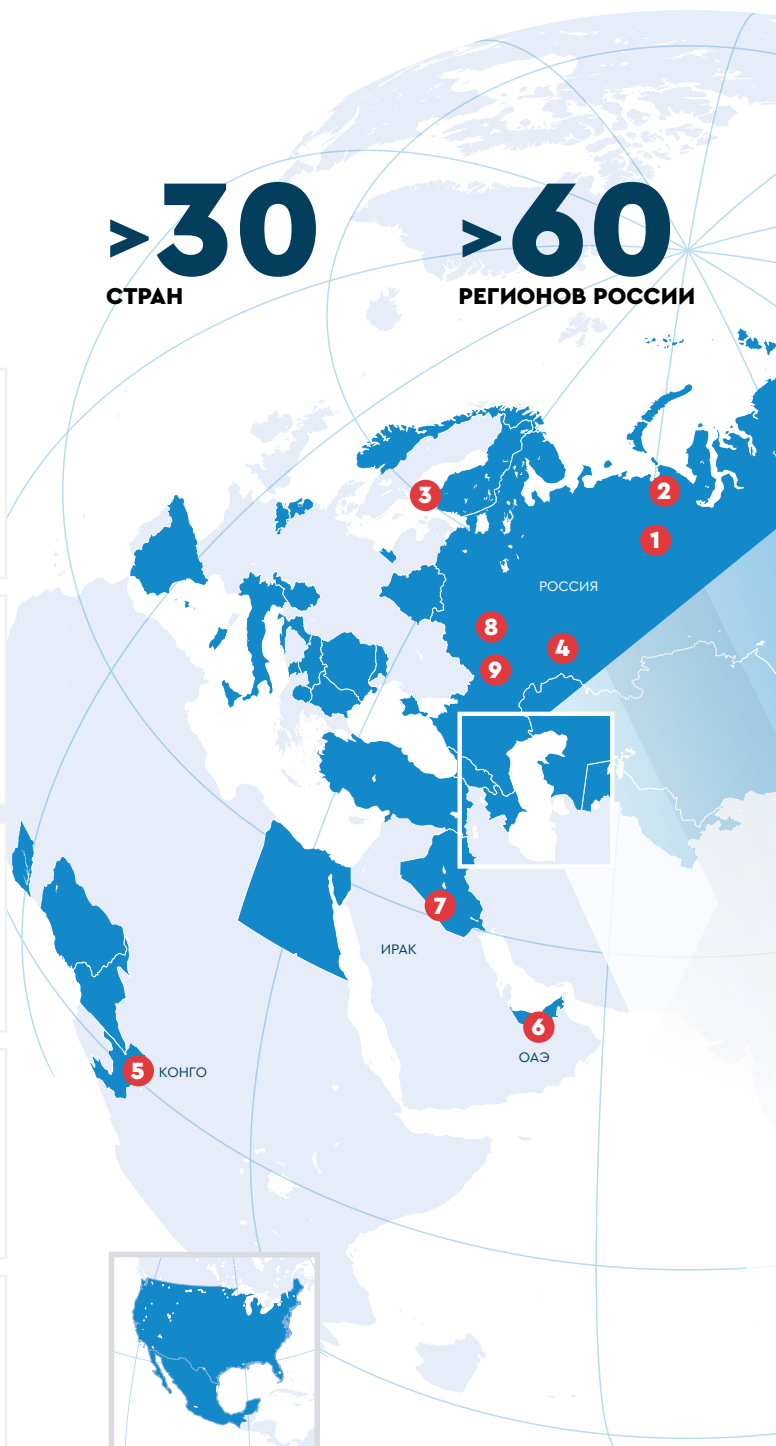 >30
СТРАН
>60
РЕГИОНОВ РОССИИ
3
2
1
РОССИЯ
8
4
9
7
ИРАК
6
ОАЭ
5 КОНГО